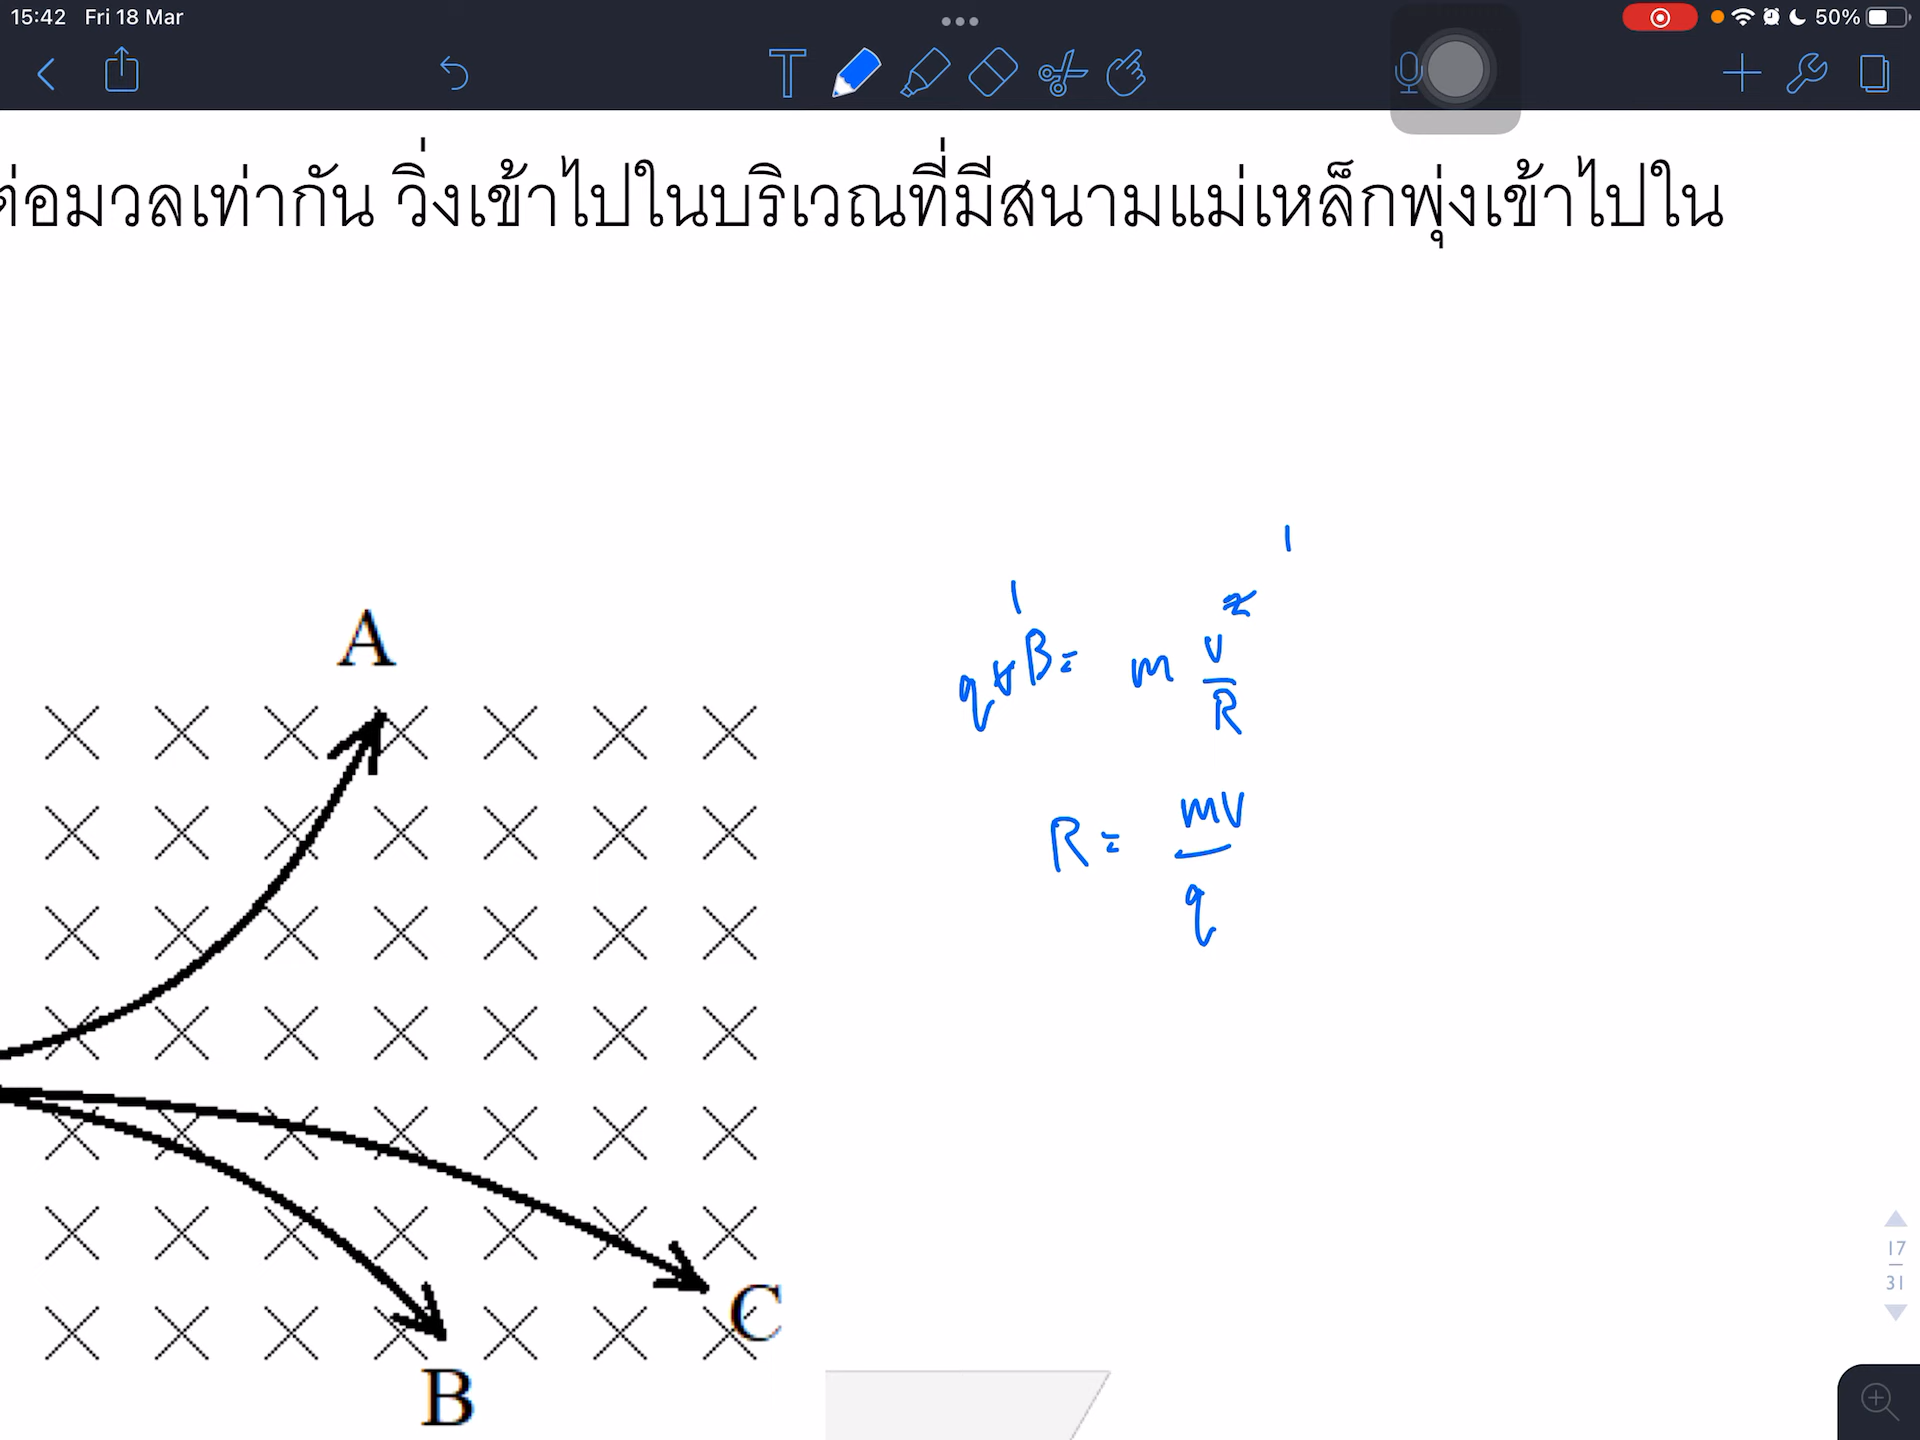 15:42 Fri 18 Mar
50%
ต่อมวลเท่ากัน วิ่งเข้าไปในบริเวณที่มีสนามแม่เหล็กพุ่งเข้าไปใน
A
qvB = m v²/R
R = mv/q
C
B
17
31